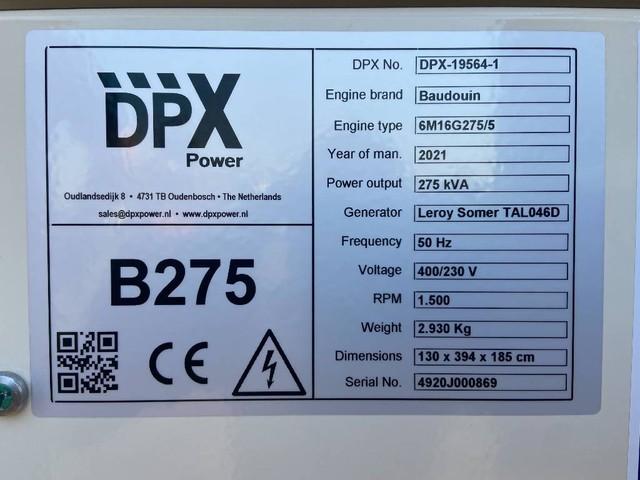 DPX
Power
Oudlandsedijk 8 • 4731 TB Oudenbosch • The Netherlands
sales@dpxpower.nl • www.dpxpower.nl
B275
CE
DPX No. DPX-19564-1
Engine brand Baudouin
Engine type 6M16G275/5
Year of man. 2021
Power output 275 kVA
Generator Leroy Somer TAL046D
Frequency 50 Hz
Voltage 400/230 V
RPM 1.500
Weight 2.930 Kg
Dimensions 130 x 394 x 185 cm
Serial No. 4920J000869